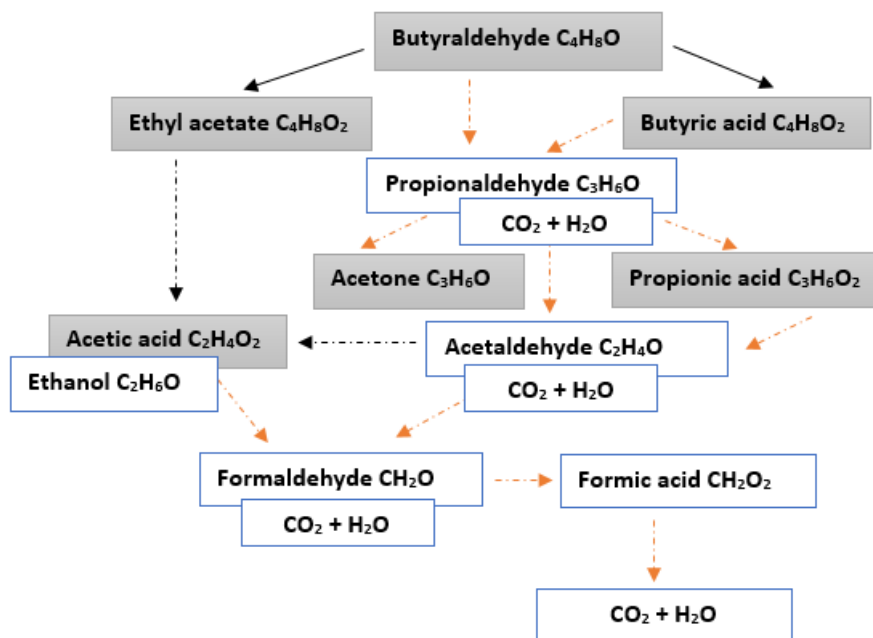 Butyraldehyde C₄H₈O
Ethyl acetate C₄H₈O₂
Butyric acid C₄H₈O₂
Propionaldehyde C₃H₆O
CO₂ + H₂O
Acetone C₃H₆O
Propionic acid C₃H₆O₂
Acetic acid C₂H₄O₂
Acetaldehyde C₂H₄O
Ethanol C₂H₆O
CO₂ + H₂O
Formaldehyde CH₂O
Formic acid CH₂O₂
CO₂ + H₂O
CO₂ + H₂O